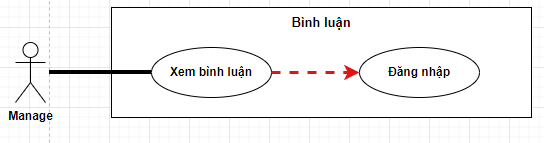 Bình luận
Xem bình luận
Đăng nhập
Manage